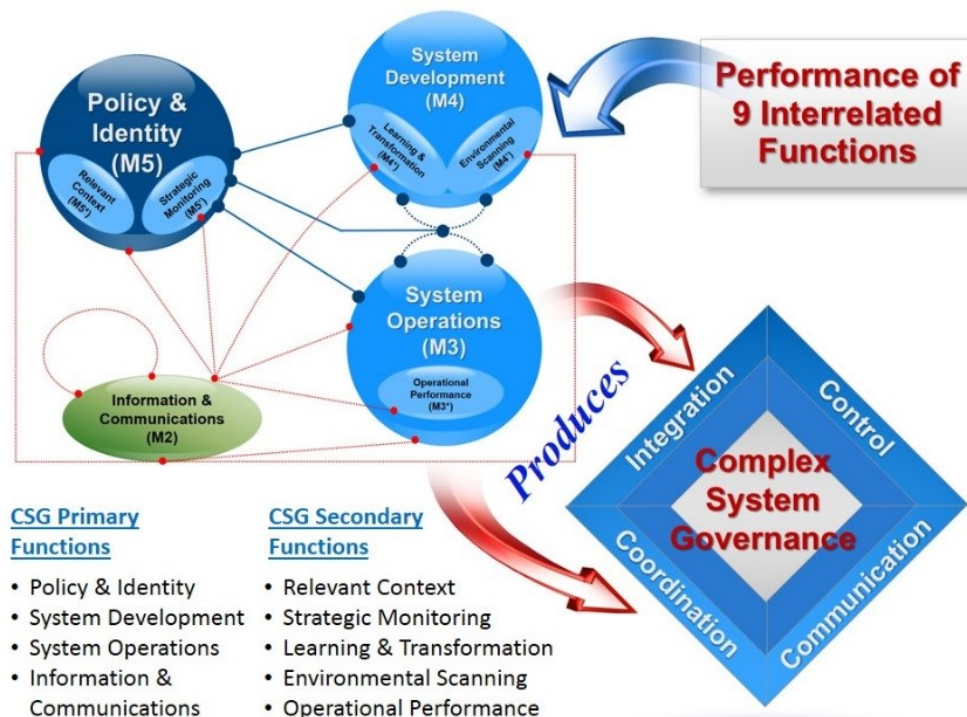 Policy &
Identity
(M5)
Relevant
Context
(M5*)
Strategic
Monitoring
(M5')
System
Development
(M4)
Learning &
Transformation
(M4*)
Environmental
Scanning
(M4')
Performance of
9 Interrelated
Functions
System
Operations
(M3)
Operational
Performance
(M3*)
Information &
Communications
(M2)
Produces
Integration
Control
Complex
System
Governance
Coordination
Communication
CSG Primary
Functions
• Policy & Identity
• System Development
• System Operations
• Information &
Communications
CSG Secondary
Functions
• Relevant Context
• Strategic Monitoring
• Learning & Transformation
• Environmental Scanning
• Operational Performance